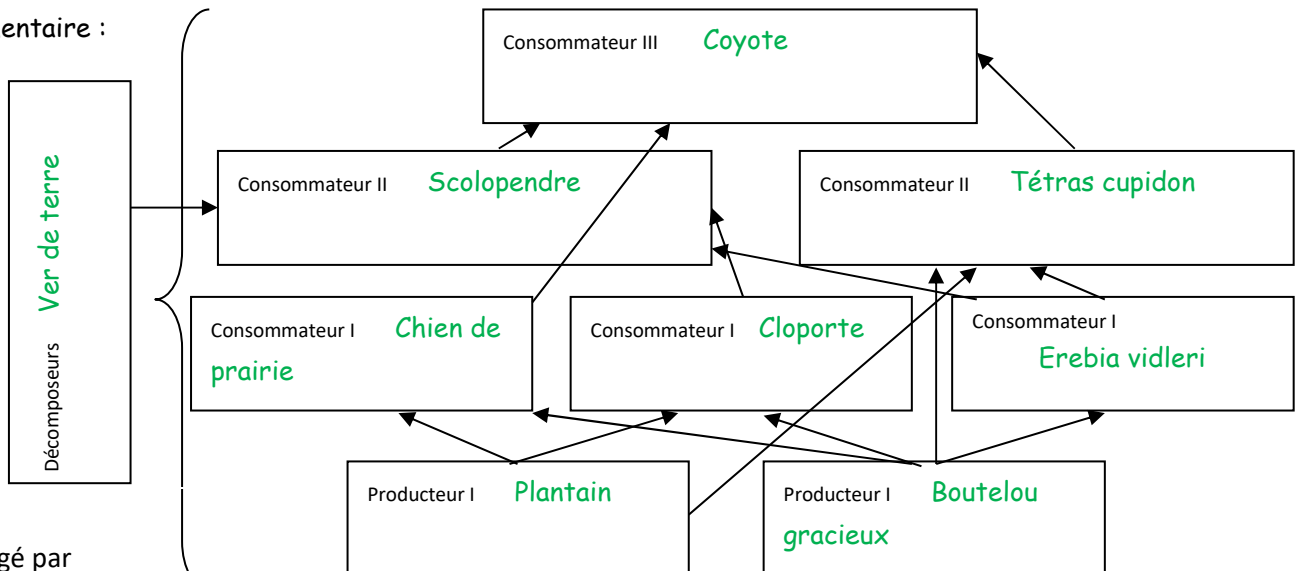 entaire :
Consommateur III Coyote
Décomposeurs Ver de terre
Consommateur II Scolopendre
Consommateur II Tétras cupidon
Consommateur I Chien de
prairie
Consommateur I Cloporte
Consommateur I
Erebia vidleri
Producteur I Plantain
Producteur I Boutelou
gracieux
gé par